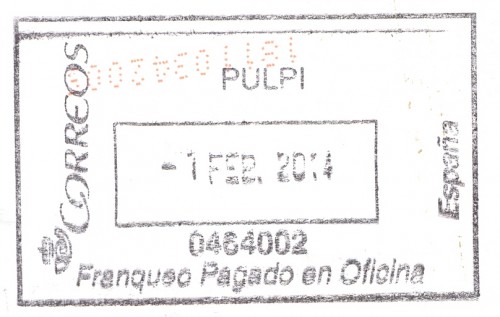 PULPI
CORREOS
- 1 FEB. 2014
España
0464002
Franqueo Pagado en Oficina